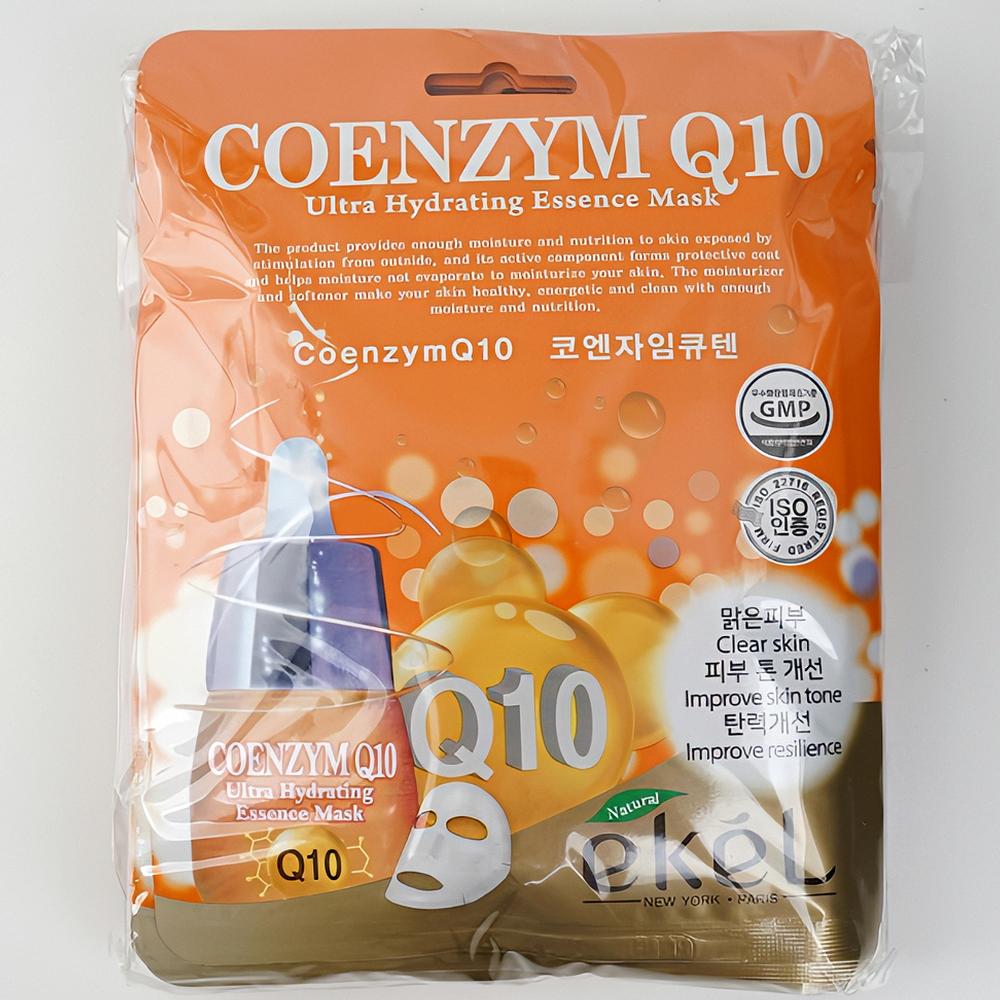 COENZYM Q10
Ultra Hydrating Essence Mask
The product provides enough moisture and nutrition to skin exposed by
stimulation from outside, and its active component forms protective coat
and helps moisture not evaporate to moisturize your skin. The moisturizer
and softener make your skin healthy, energetic and clean with enough
moisture and nutrition.
CoenzymQ10 코엔자임큐텐
GMP
ISO 22716 REGISTERED FIRM
ISO
인증
맑은피부
Clear skin
피부 톤 개선
Improve skin tone
탄력개선
Improve resilience
Q10
COENZYM Q10
Ultra Hydrating
Essence Mask
Q10
Natural
ekéL
NEW YORK • PARIS